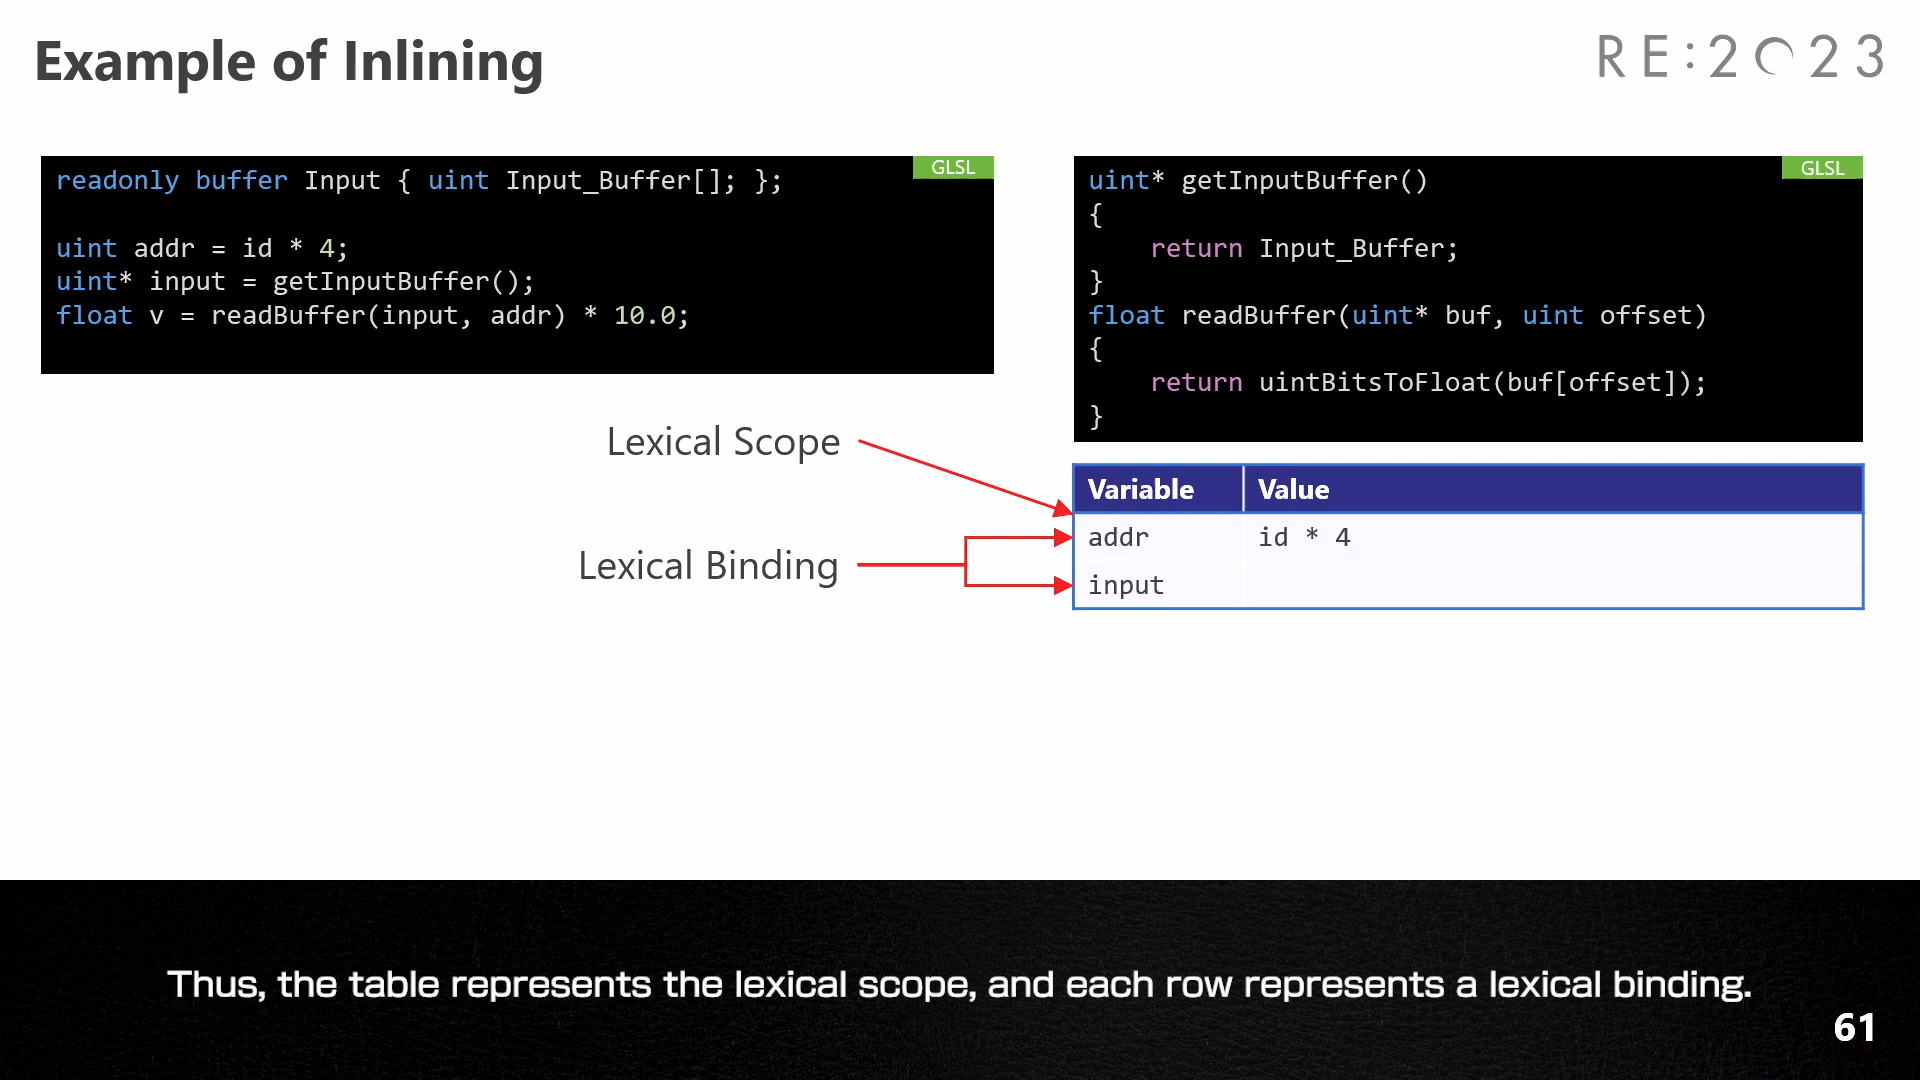 Example of Inlining
RE:2023
GLSL
readonly buffer Input { uint Input_Buffer[]; };
uint addr = id * 4;
uint* input = getInputBuffer();
float v = readBuffer(input, addr) * 10.0;
GLSL
uint* getInputBuffer()
{
    return Input_Buffer;
}
float readBuffer(uint* buf, uint offset)
{
    return uintBitsToFloat(buf[offset]);
}
Lexical Scope
Lexical Binding
Variable Value
addr id * 4
input
Thus, the table represents the lexical scope, and each row represents a lexical binding.
61